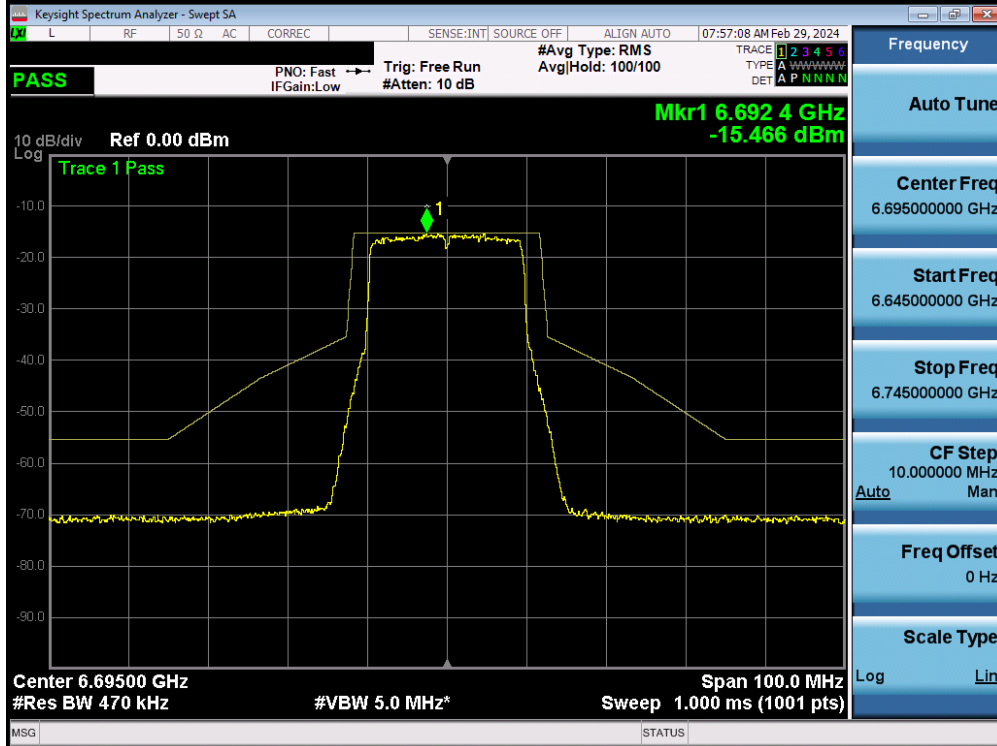 Keysight Spectrum Analyzer - Swept SA
LXI L RF 50 Ω AC CORREC SENSE:INT SOURCE OFF ALIGN AUTO 07:57:08 AM Feb 29, 2024
PASS
PNO: Fast
IFGain:Low
Trig: Free Run
#Atten: 10 dB
#Avg Type: RMS
Avg|Hold: 100/100
TRACE 1 2 3 4 5 6
TYPE A WWWWW
DET A P N N N N
Mkr1 6.692 4 GHz
-15.466 dBm
10 dB/div Ref 0.00 dBm
Log
Trace 1 Pass
1
-10.0
-20.0
-30.0
-40.0
-50.0
-60.0
-70.0
-80.0
-90.0
Center 6.69500 GHz Span 100.0 MHz
#Res BW 470 kHz #VBW 5.0 MHz* Sweep 1.000 ms (1001 pts)
MSG STATUS
Frequency
Auto Tune
Center Freq
6.695000000 GHz
Start Freq
6.645000000 GHz
Stop Freq
6.745000000 GHz
CF Step
10.000000 MHz
Auto Man
Freq Offset
0 Hz
Scale Type
Log Lin